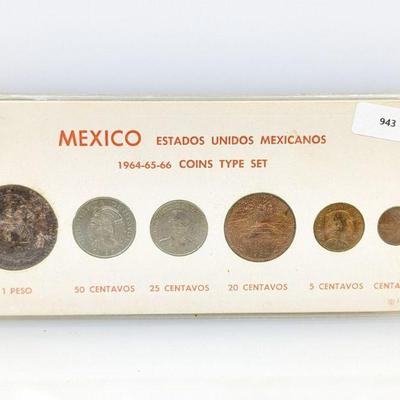 943
MEXICO ESTADOS UNIDOS MEXICANOS
1964-65-66 COINS TYPE SET
1 PESO 50 CENTAVOS 25 CENTAVOS 20 CENTAVOS 5 CENTAVOS CENTA